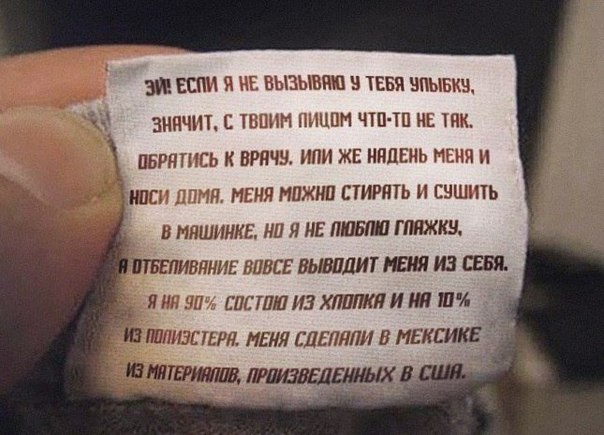 ЭЙ! ЕСЛИ Я НЕ ВЫЗЫВАЮ У ТЕБЯ УЛЫБКУ,
ЗНАЧИТ, С ТВОИМ ЛИЦОМ ЧТО-ТО НЕ ТАК.
ОБРАТИСЬ К ВРАЧУ. ИЛИ ЖЕ НАДЕНЬ МЕНЯ И
НОСИ ДОМА. МЕНЯ МОЖНО СТИРАТЬ И СУШИТЬ
В МАШИНКЕ, НО Я НЕ ЛЮБЛЮ ГЛАЖКУ,
А ОТБЕЛИВАНИЕ ВОВСЕ ВЫВОДИТ МЕНЯ ИЗ СЕБЯ.
Я НА 90% СОСТОЮ ИЗ ХЛОПКА И НА 10%
ИЗ ПОЛИЭСТЕРА. МЕНЯ СДЕЛАЛИ В МЕКСИКЕ
ИЗ МАТЕРИАЛОВ, ПРОИЗВЕДЕННЫХ В США.